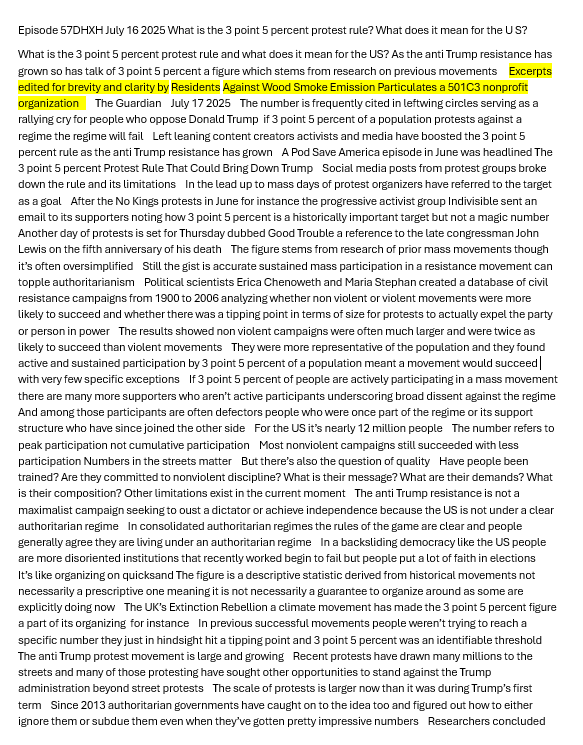 Episode 57DHXH July 16 2025 What is the 3 point 5 percent protest rule? What does it mean for the U S?
What is the 3 point 5 percent protest rule and what does it mean for the US? As the anti Trump resistance has
grown so has talk of 3 point 5 percent a figure which stems from research on previous movements Excerpts
edited for brevity and clarity by Residents Against Wood Smoke Emission Particulates a 501C3 nonprofit
organization The Guardian July 17 2025 The number is frequently cited in leftwing circles serving as a
rallying cry for people who oppose Donald Trump if 3 point 5 percent of a population protests against a
regime the regime will fail Left leaning content creators activists and media have boosted the 3 point 5
percent rule as the anti Trump resistance has grown A Pod Save America episode in June was headlined The
3 point 5 percent Protest Rule That Could Bring Down Trump Social media posts from protest groups broke
down the rule and its limitations In the lead up to mass days of protest organizers have referred to the target
as a goal After the No Kings protests in June for instance the progressive activist group Indivisible sent an
email to its supporters noting how 3 point 5 percent is a historically important target but not a magic number
Another day of protests is set for Thursday dubbed Good Trouble a reference to the late congressman John
Lewis on the fifth anniversary of his death The figure stems from research of prior mass movements though
it's often oversimplified Still the gist is accurate sustained mass participation in a resistance movement can
topple authoritarianism Political scientists Erica Chenoweth and Maria Stephan created a database of civil
resistance campaigns from 1900 to 2006 analyzing whether non violent or violent movements were more
likely to succeed and whether there was a tipping point in terms of size for protests to actually expel the party
or person in power The results showed non violent campaigns were often much larger and were twice as
likely to succeed than violent movements They were more representative of the population and they found
active and sustained participation by 3 point 5 percent of a population meant a movement would succeed
with very few specific exceptions If 3 point 5 percent of people are actively participating in a mass movement
there are many more supporters who aren't active participants underscoring broad dissent against the regime
And among those participants are often defectors people who were once part of the regime or its support
structure who have since joined the other side For the US it's nearly 12 million people The number refers to
peak participation not cumulative participation Most nonviolent campaigns still succeeded with less
participation Numbers in the streets matter But there's also the question of quality Have people been
trained? Are they committed to nonviolent discipline? What is their message? What are their demands? What
is their composition? Other limitations exist in the current moment The anti Trump resistance is not a
maximalist campaign seeking to oust a dictator or achieve independence because the US is not under a clear
authoritarian regime In consolidated authoritarian regimes the rules of the game are clear and people
generally agree they are living under an authoritarian regime In a backsliding democracy like the US people
are more disoriented institutions that recently worked begin to fail but people put a lot of faith in elections
It's like organizing on quicksand The figure is a descriptive statistic derived from historical movements not
necessarily a prescriptive one meaning it is not necessarily a guarantee to organize around as some are
explicitly doing now The UK's Extinction Rebellion a climate movement has made the 3 point 5 percent figure
a part of its organizing for instance In previous successful movements people weren't trying to reach a
specific number they just in hindsight hit a tipping point and 3 point 5 percent was an identifiable threshold
The anti Trump protest movement is large and growing Recent protests have drawn many millions to the
streets and many of those protesting have sought other opportunities to stand against the Trump
administration beyond street protests The scale of protests is larger now than it was during Trump's first
term Since 2013 authoritarian governments have caught on to the idea too and figured out how to either
ignore them or subdue them even when they've gotten pretty impressive numbers Researchers concluded